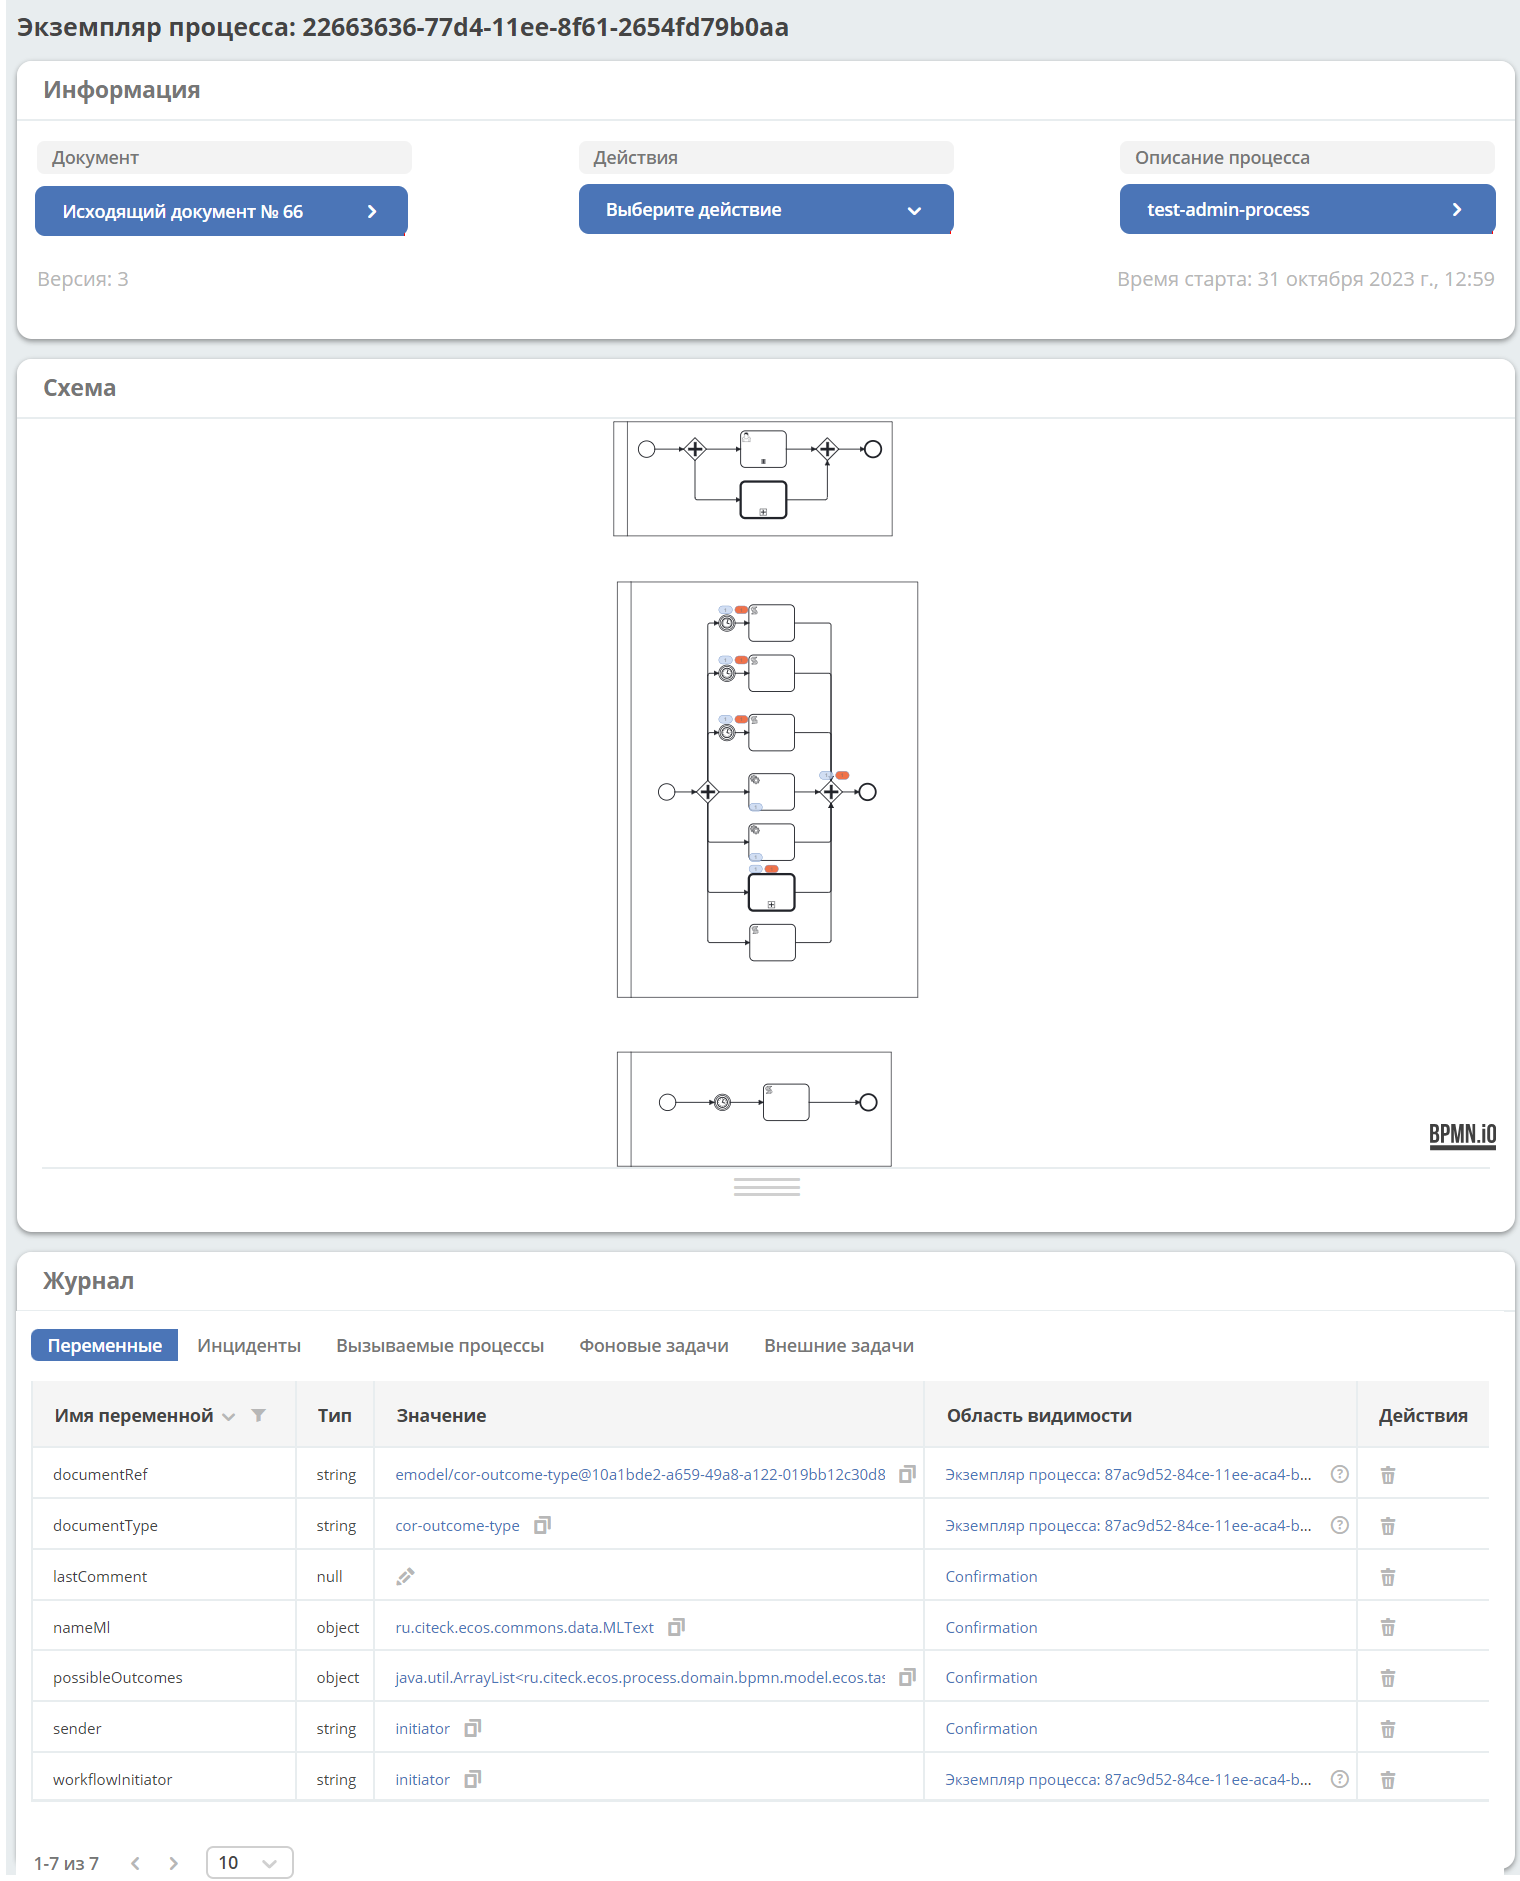 Экземпляр процесса: 22663636-77d4-11ee-8f61-2654fd79b0aa
Информация
Документ
Действия
Описание процесса
Исходящий документ № 66
Выберите действие
test-admin-process
Версия: 3
Время старта: 31 октября 2023 г., 12:59
Схема
BPMN.iO
Журнал
Переменные Инциденты Вызываемые процессы Фоновые задачи Внешние задачи
Имя переменной Тип Значение Область видимости Действия
documentRef string emodel/cor-outcome-type@10a1bde2-a659-49a8-a122-019bb12c30d8 Экземпляр процесса: 87ac9d52-84ce-11ee-aca4-b...
documentType string cor-outcome-type Экземпляр процесса: 87ac9d52-84ce-11ee-aca4-b...
lastComment null Confirmation
nameMl object ru.citeck.ecos.commons.data.MLText Confirmation
possibleOutcomes object java.util.ArrayList<ru.citeck.ecos.process.domain.bpmn.model.ecos.tas Confirmation
sender string initiator Confirmation
workflowInitiator string initiator Экземпляр процесса: 87ac9d52-84ce-11ee-aca4-b...
1-7 из 7 10